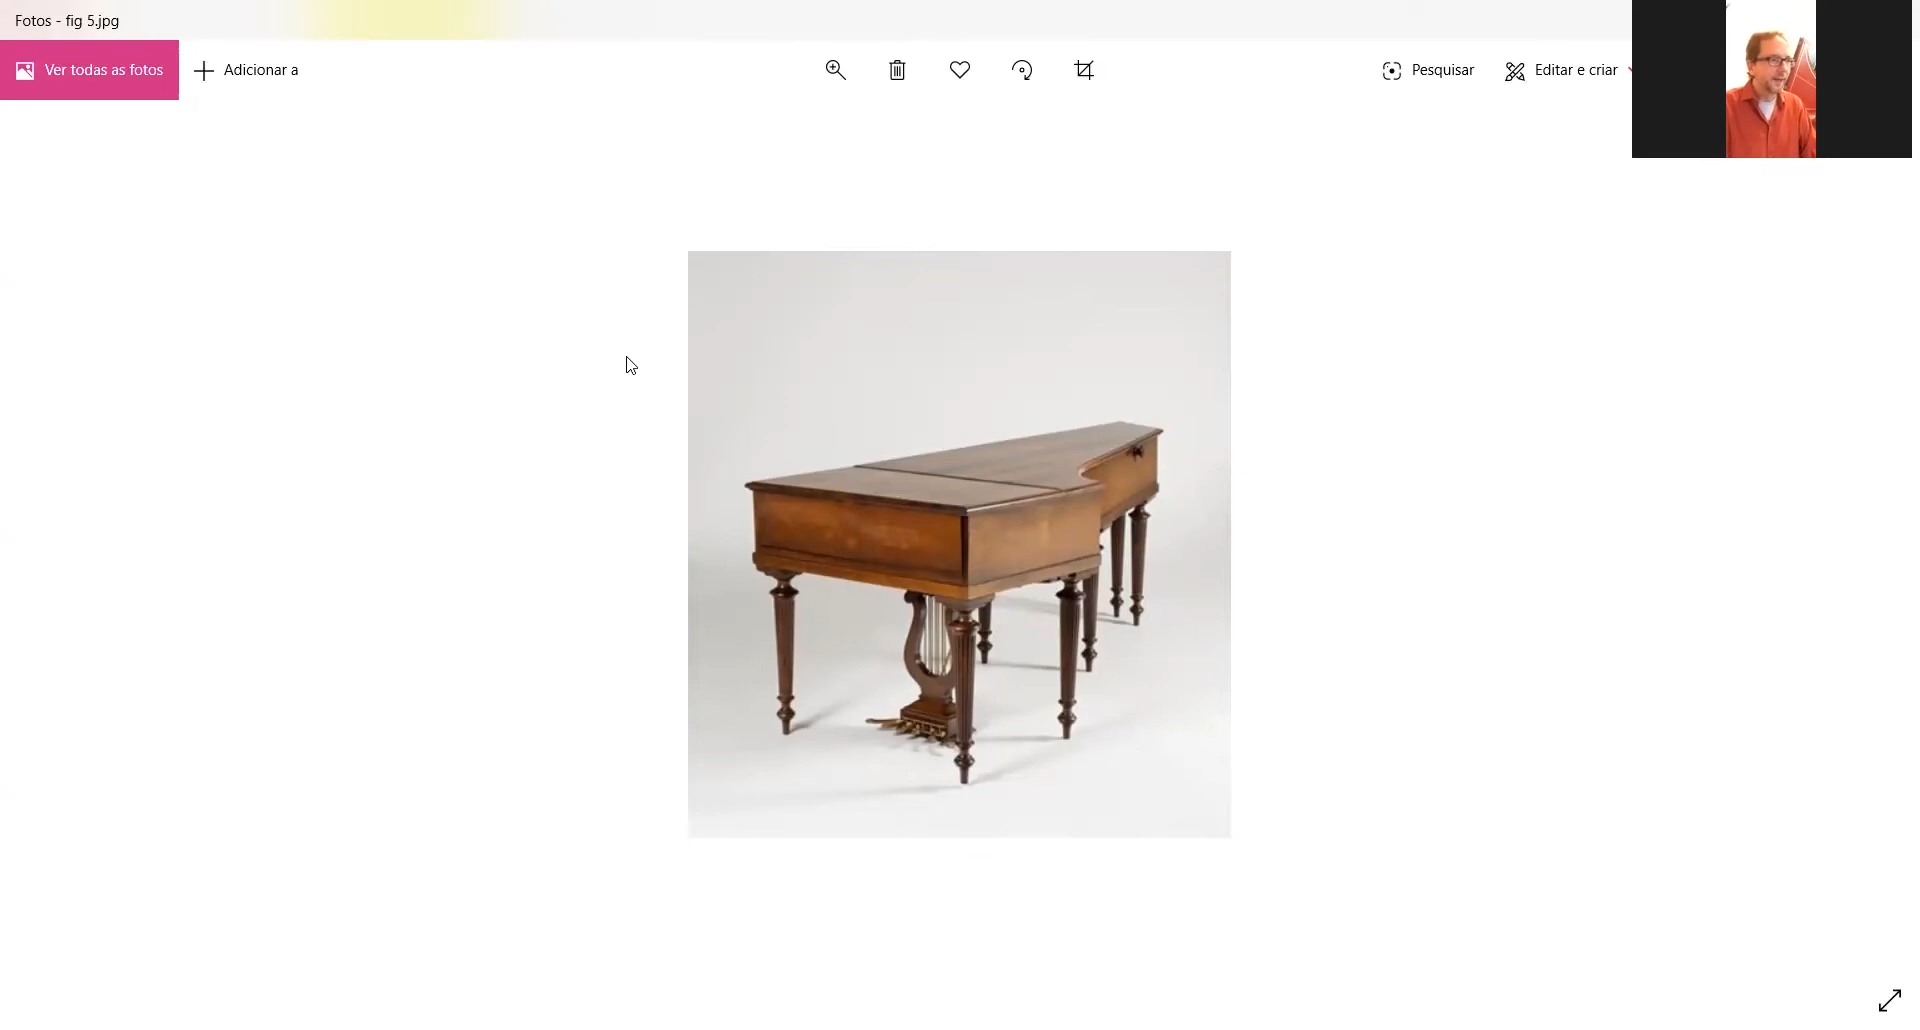 Fotos - fig 5.jpg
Ver todas as fotos
Adicionar a
Pesquisar
Editar e criar